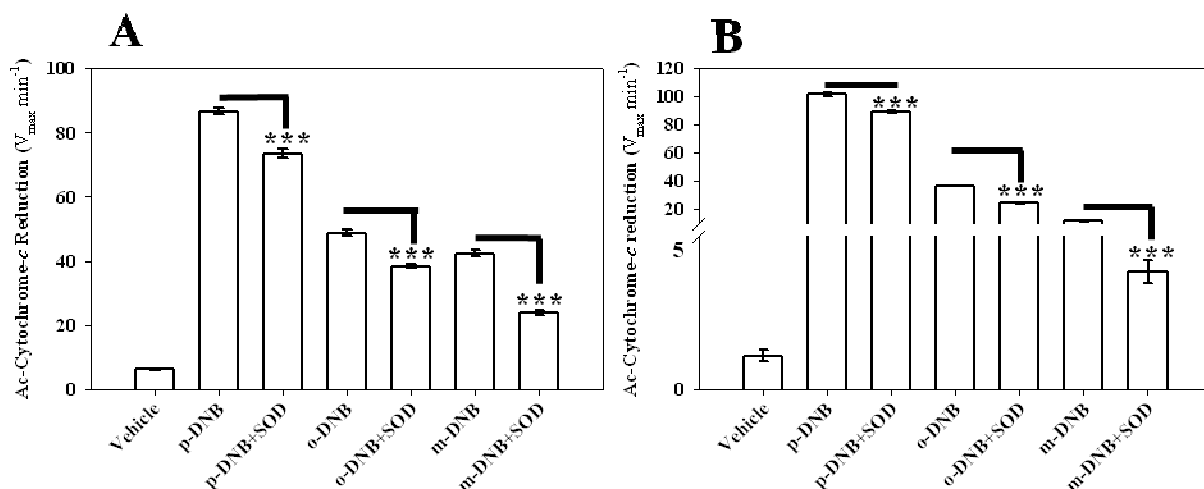 A
Ac-Cytochrome-c Reduction (Vmax min-1)
100
80
60
40
20
0
***
***
***
Vehicle
p-DNB
p-DNB+SOD
o-DNB
o-DNB+SOD
m-DNB
m-DNB+SOD
B
Ac-Cytochrome-c reduction (Vmax min-1)
120
100
80
60
40
20
5
0
***
***
***
Vehicle
p-DNB
p-DNB+SOD
o-DNB
o-DNB+SOD
m-DNB
m-DNB+SOD